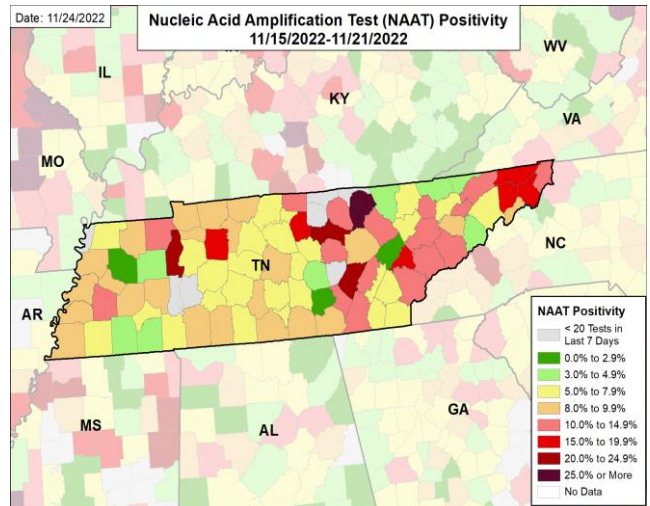 Date: 11/24/2022
Nucleic Acid Amplification Test (NAAT) Positivity
11/15/2022-11/21/2022
IL
WV
KY
VA
MO
NC
TN
AR
MS
AL
GA
NAAT Positivity
< 20 Tests in
Last 7 Days
0.0% to 2.9%
3.0% to 4.9%
5.0% to 7.9%
8.0% to 9.9%
10.0% to 14.9%
15.0% to 19.9%
20.0% to 24.9%
25.0% or More
No Data